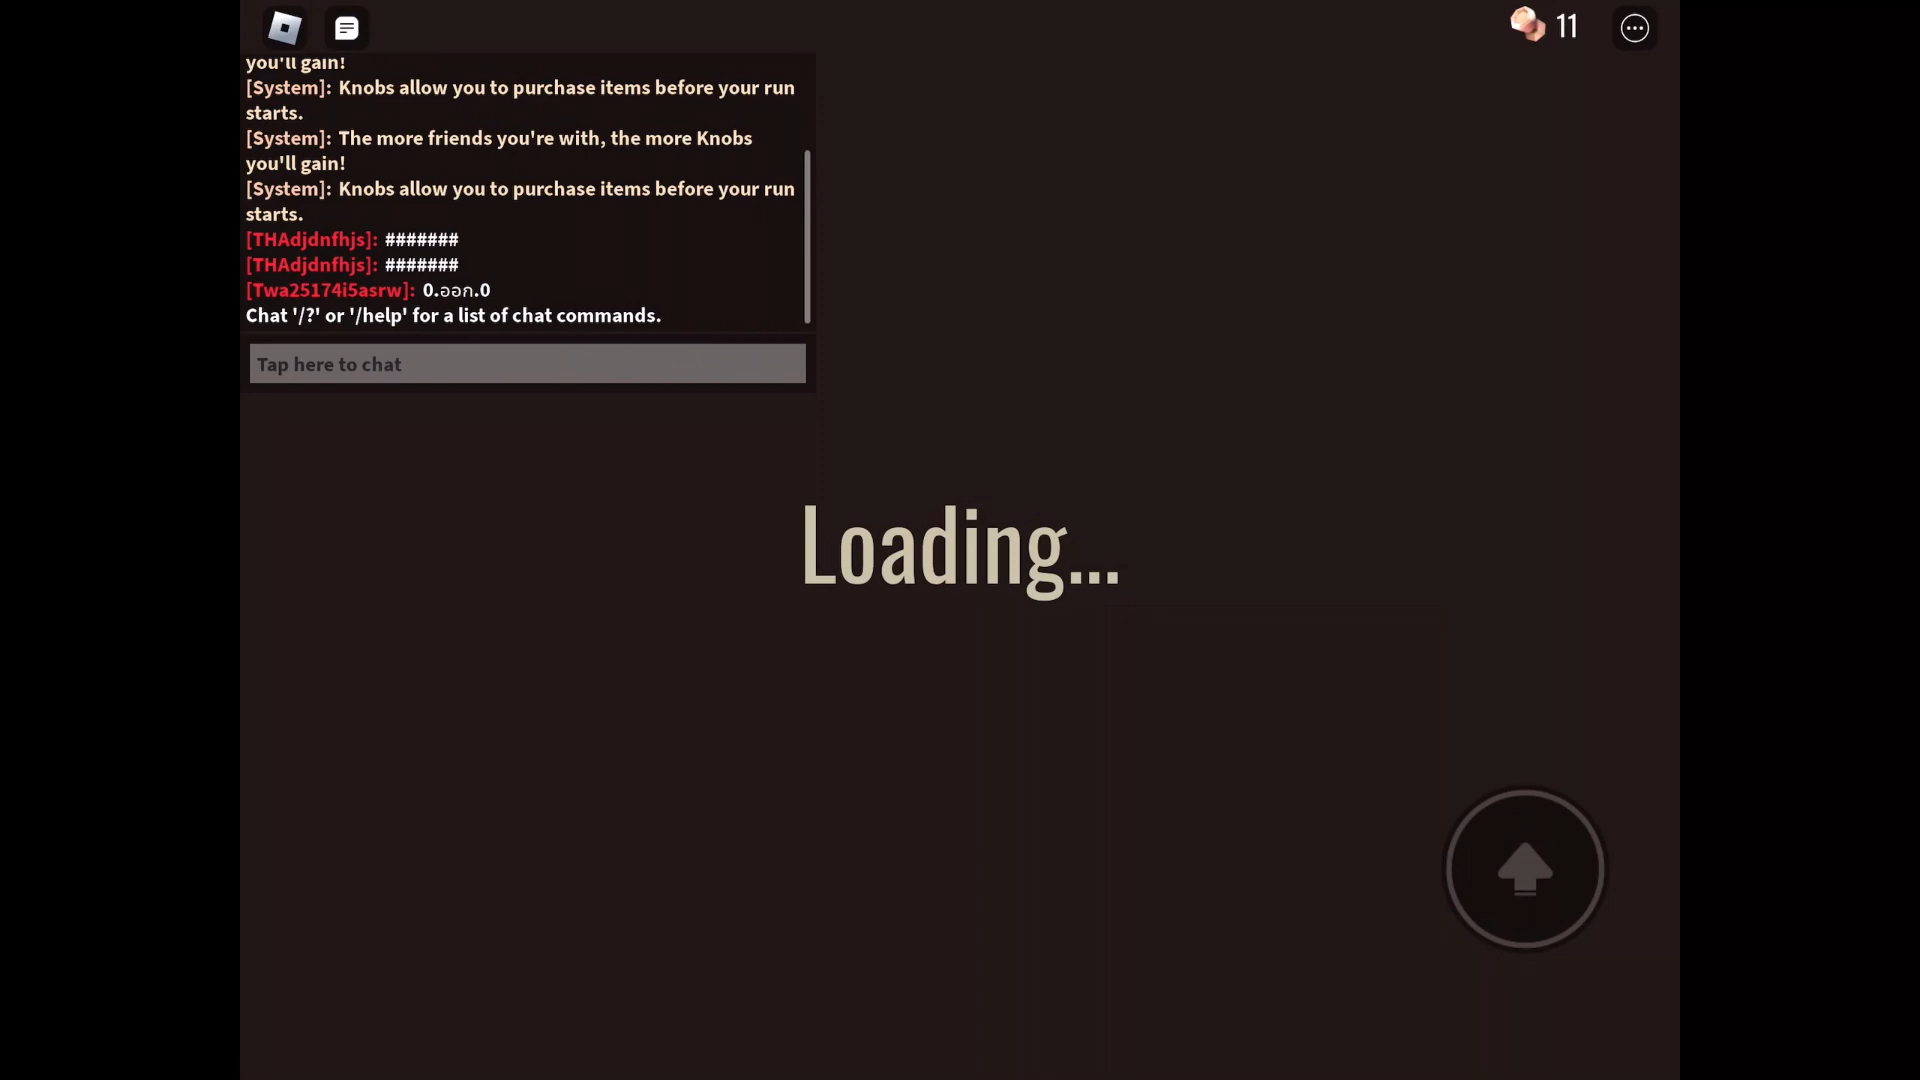 11
you'll gain!
[System]: Knobs allow you to purchase items before your run
starts.
[System]: The more friends you're with, the more Knobs
you'll gain!
[System]: Knobs allow you to purchase items before your run
starts.
[THAdjdnfhjs]: #######
[THAdjdnfhjs]: #######
[Twa25174i5asrw]: 0.ออก.0
Chat '/?' or '/help' for a list of chat commands.
Tap here to chat
Loading...